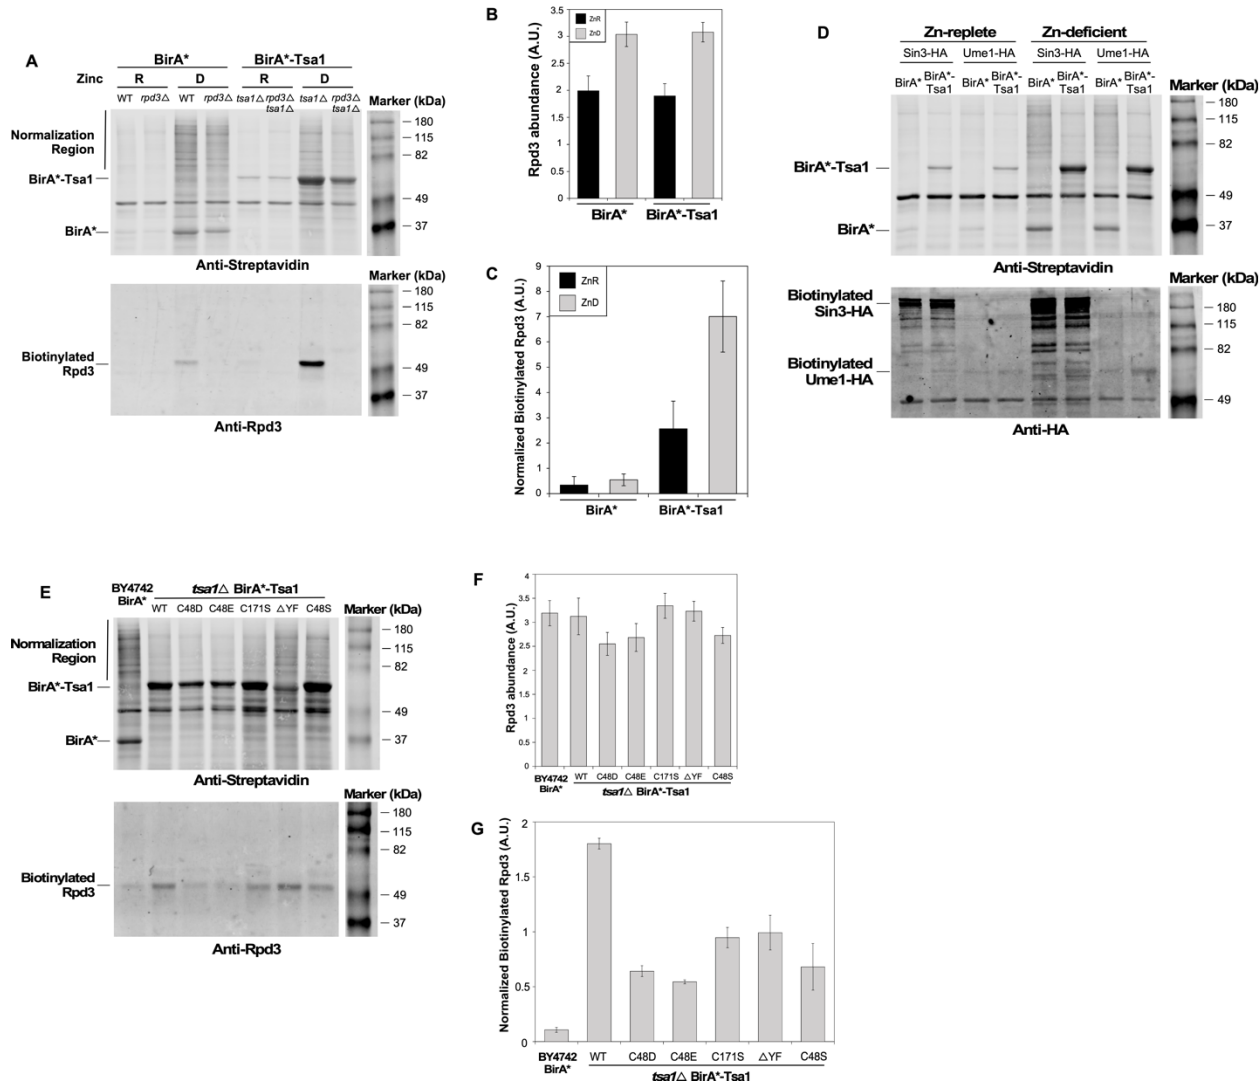 A
BirA* BirA*-Tsa1
Zinc R D R D
WT rpd3Δ WT rpd3Δ tsa1Δ rpd3Δ tsa1Δ tsa1Δ rpd3Δ tsa1Δ
Marker (kDa)
Normalization
Region
BirA*-Tsa1
BirA*
180
115
82
49
37
Anti-Streptavidin
Marker (kDa)
Biotinylated
Rpd3
180
115
82
49
37
Anti-Rpd3
B
Rpd3 abundance (A.U.)
4
3.5
3
2.5
2
1.5
1
0.5
0
ZnR
ZnD
BirA* BirA*-Tsa1
C
Normalized Biotinylated Rpd3 (A.U.)
9
8
7
6
5
4
3
2
1
0
ZnR
ZnD
BirA* BirA*-Tsa1
D
Zn-replete Zn-deficient
Sin3-HA Ume1-HA Sin3-HA Ume1-HA
BirA* BirA*-Tsa1 BirA* BirA*-Tsa1 BirA* BirA*-Tsa1 BirA* BirA*-Tsa1
Marker (kDa)
BirA*-Tsa1
BirA*
180
115
82
49
37
Anti-Streptavidin
Marker (kDa)
Biotinylated
Sin3-HA
Biotinylated
Ume1-HA
180
115
82
49
Anti-HA
E
BY4742
BirA*
tsa1Δ BirA*-Tsa1
WT C48D C48E C171S ΔYF C48S
Marker (kDa)
Normalization
Region
BirA*-Tsa1
BirA*
180
115
82
49
37
Anti-Streptavidin
Marker (kDa)
Biotinylated
Rpd3
180
115
82
49
37
Anti-Rpd3
F
Rpd3 abundance (A.U.)
4
3.5
3
2.5
2
1.5
1
0.5
0
BY4742
BirA*
WT C48D C48E C171S ΔYF C48S
tsa1Δ BirA*-Tsa1
G
Normalized Biotinylated Rpd3 (A.U.)
2
1.5
1
0.5
0
BY4742
BirA*
WT C48D C48E C171S ΔYF C48S
tsa1Δ BirA*-Tsa1